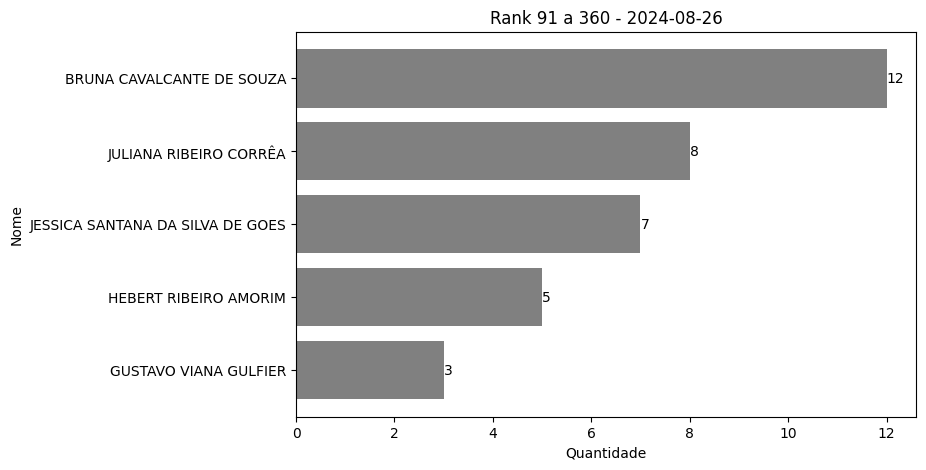 Rank 91 a 360 - 2024-08-26
BRUNA CAVALCANTE DE SOUZA
12
JULIANA RIBEIRO CORRÊA
8
Nome
JESSICA SANTANA DA SILVA DE GOES
7
HEBERT RIBEIRO AMORIM
5
GUSTAVO VIANA GULFIER
3
0 2 4 6 8 10 12
Quantidade